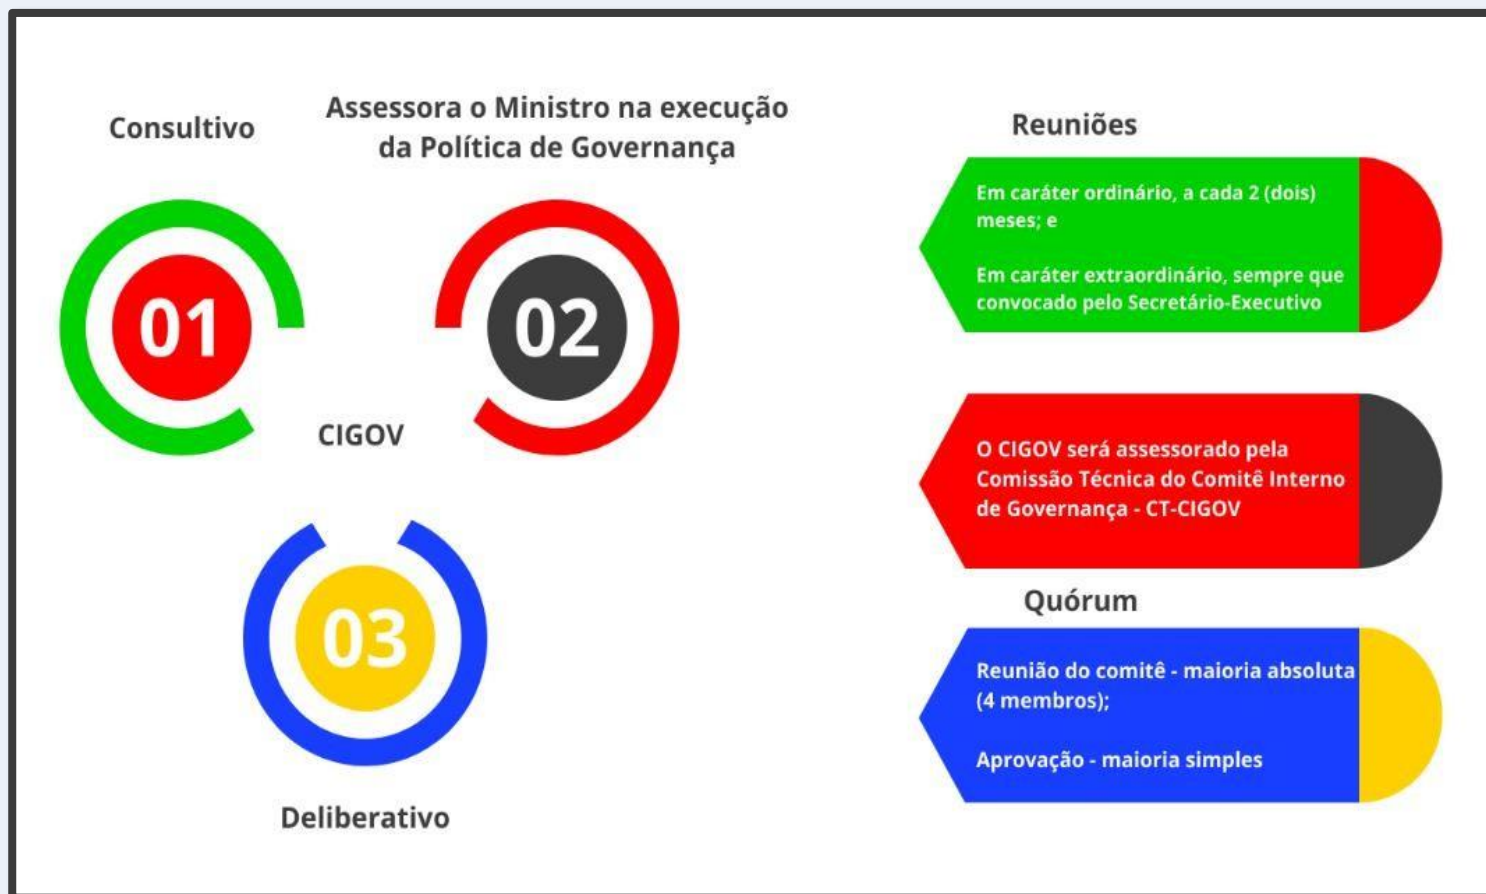 Consultivo
Assessora o Ministro na execução
da Política de Governança
01
02
CIGOV
03
Deliberativo
Reuniões
Em caráter ordinário, a cada 2 (dois)
meses; e
Em caráter extraordinário, sempre que
convocado pelo Secretário-Executivo
O CIGOV será assessorado pela
Comissão Técnica do Comitê Interno
de Governança - CT-CIGOV
Quórum
Reunião do comitê - maioria absoluta
(4 membros);
Aprovação - maioria simples